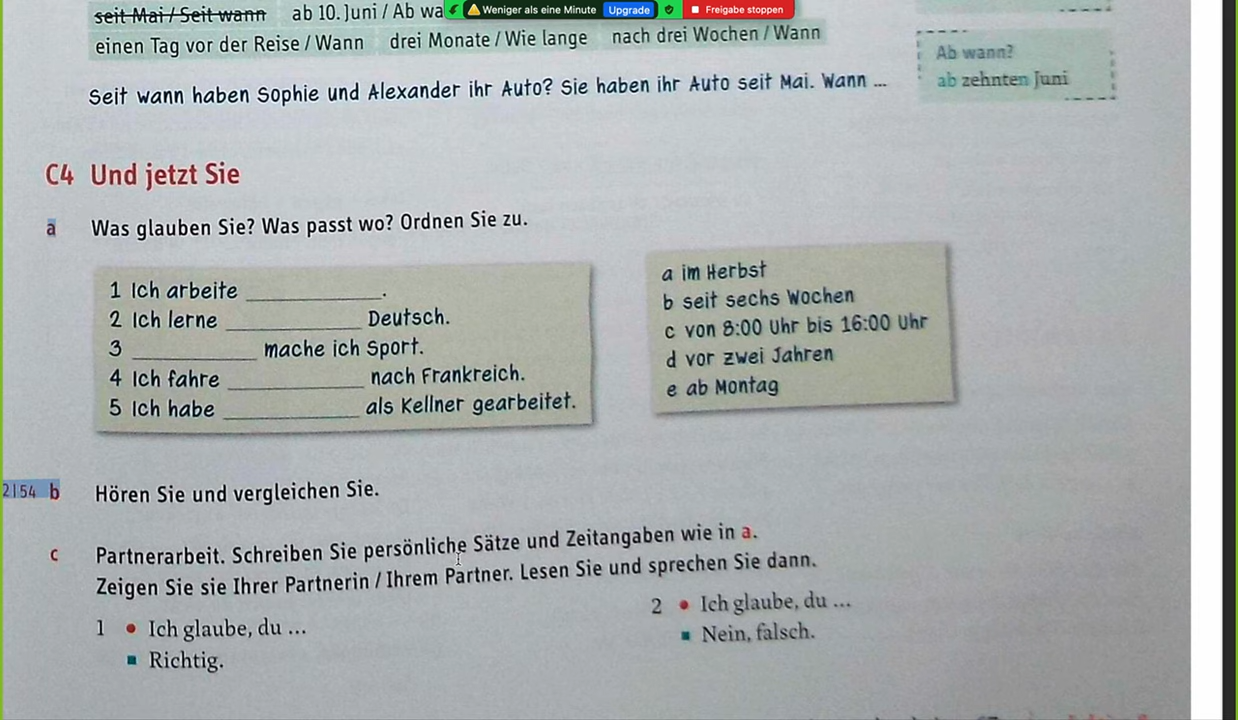 seit Mai / Seit wann ab 10. Juni / Ab wa
Weniger als eine Minute Upgrade Freigabe stoppen
einen Tag vor der Reise / Wann drei Monate / Wie lange nach drei Wochen / Wann
Ab wann?
ab zehnten Juni
Seit wann haben Sophie und Alexander ihr Auto? Sie haben ihr Auto seit Mai. Wann ...
C4 Und jetzt Sie
a Was glauben Sie? Was passt wo? Ordnen Sie zu.
1 Ich arbeite ____________.
2 Ich lerne ____________ Deutsch.
3 ____________ mache ich Sport.
4 Ich fahre ____________ nach Frankreich.
5 Ich habe ____________ als Kellner gearbeitet.
a im Herbst
b seit sechs Wochen
c von 8:00 Uhr bis 16:00 Uhr
d vor zwei Jahren
e ab Montag
2|54 b Hören Sie und vergleichen Sie.
c Partnerarbeit. Schreiben Sie persönliche Sätze und Zeitangaben wie in a.
Zeigen Sie sie Ihrer Partnerin / Ihrem Partner. Lesen Sie und sprechen Sie dann.
1 • Ich glaube, du ...
▪ Richtig.
2 • Ich glaube, du ...
▪ Nein, falsch.